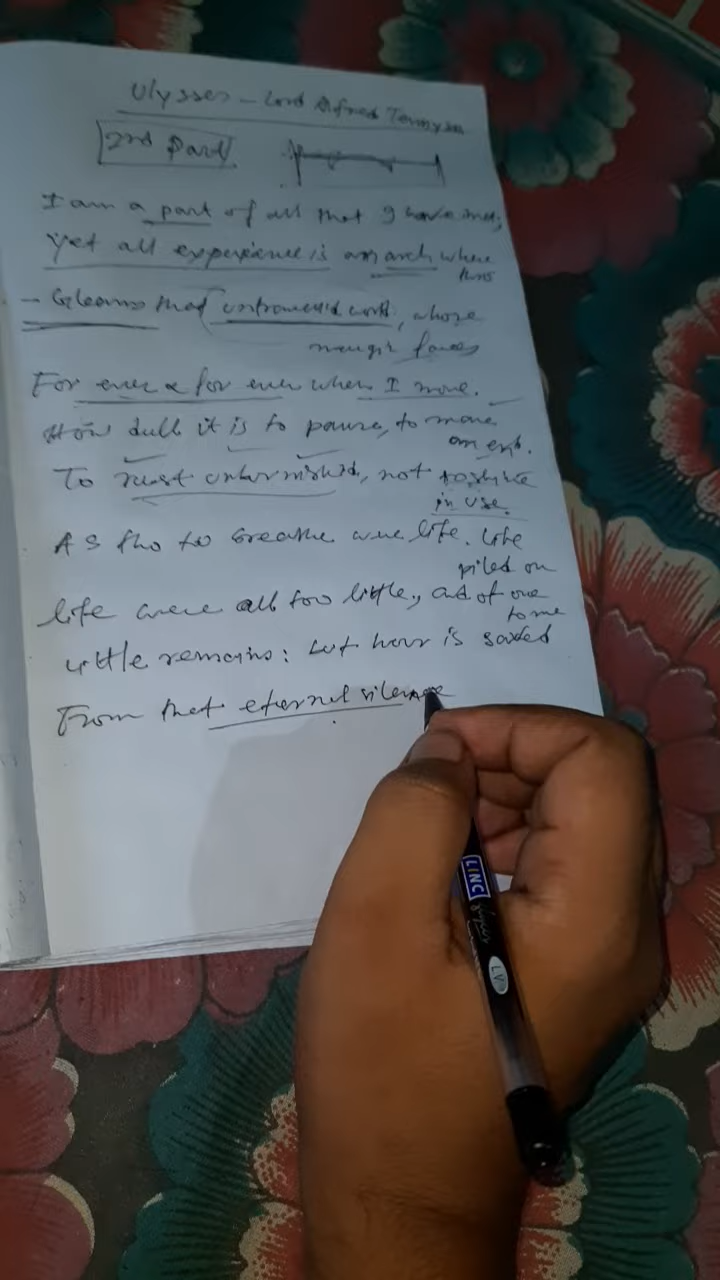 Ulysses – Lord Alfred Tennyson
2nd Part
I am a part of all that I have met,
yet all experience is an arch where
thro
– Gleams that untravell'd world, whose
margin fades
For ever & for ever when I move.
How dull it is to pause, to make
an end.
To rust unburnished, not to shine
in use.
As tho to breathe were life. Life
piled on
life were all too little, and of one
to me
little remains: but hour is saved
From that eternal silence
LINC
LV